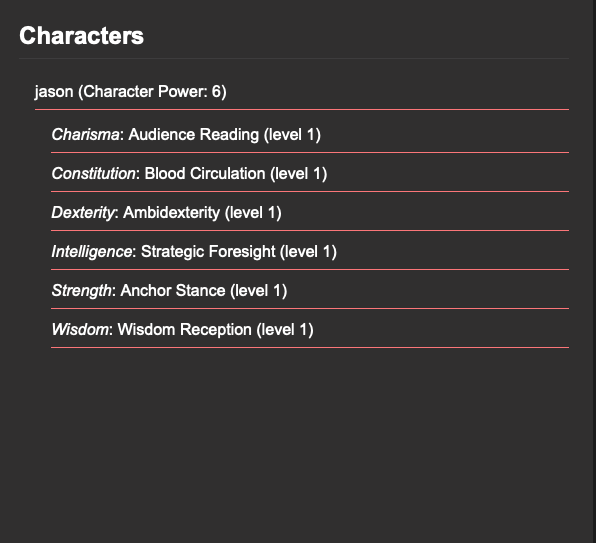 Characters
jason (Character Power: 6)
Charisma: Audience Reading (level 1)
Constitution: Blood Circulation (level 1)
Dexterity: Ambidexterity (level 1)
Intelligence: Strategic Foresight (level 1)
Strength: Anchor Stance (level 1)
Wisdom: Wisdom Reception (level 1)